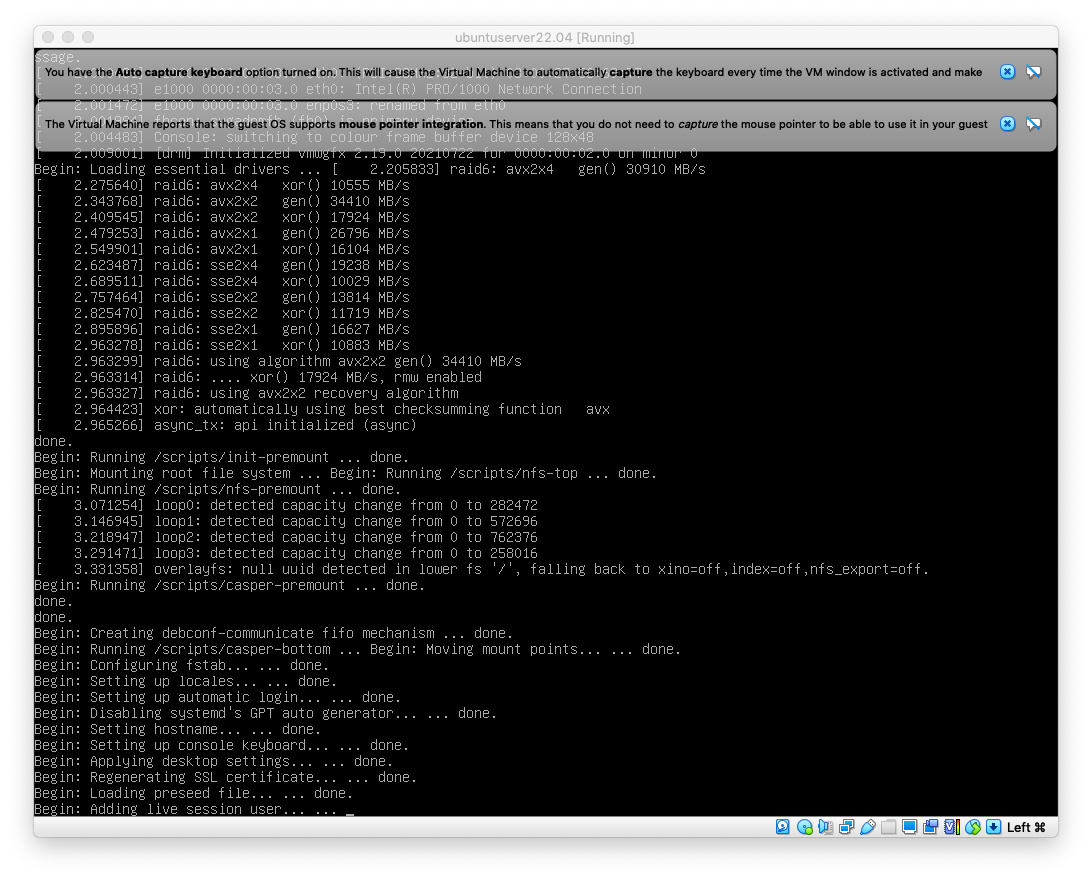 ubuntuserver22.04 [Running]
ssage.
You have the Auto capture keyboard option turned on. This will cause the Virtual Machine to automatically capture the keyboard every time the VM window is activated and make
[    2.000443] e1000 0000:00:03.0 eth0: Intel(R) PRO/1000 Network Connection
[    2.001472] e1000 0000:00:03.0 enp0s3: renamed from eth0
The Virtual Machine reports that the guest OS supports mouse pointer integration. This means that you do not need to capture the mouse pointer to be able to use it in your guest
[    2.004483] Console: switching to colour frame buffer device 128x48
[    2.009001] [drm] Initialized vmwgfx 2.19.0 20210722 for 0000:00:02.0 on minor 0
Begin: Loading essential drivers ... [    2.205833] raid6: avx2x4   gen() 30910 MB/s
[    2.275640] raid6: avx2x4   xor() 10555 MB/s
[    2.343768] raid6: avx2x2   gen() 34410 MB/s
[    2.409545] raid6: avx2x2   xor() 17924 MB/s
[    2.479253] raid6: avx2x1   gen() 26796 MB/s
[    2.549901] raid6: avx2x1   xor() 16104 MB/s
[    2.623487] raid6: sse2x4   gen() 19238 MB/s
[    2.689511] raid6: sse2x4   xor() 10029 MB/s
[    2.757464] raid6: sse2x2   gen() 13814 MB/s
[    2.825470] raid6: sse2x2   xor() 11719 MB/s
[    2.895896] raid6: sse2x1   gen() 16627 MB/s
[    2.963278] raid6: sse2x1   xor() 10883 MB/s
[    2.963299] raid6: using algorithm avx2x2 gen() 34410 MB/s
[    2.963314] raid6: .... xor() 17924 MB/s, rmw enabled
[    2.963327] raid6: using avx2x2 recovery algorithm
[    2.964423] xor: automatically using best checksumming function   avx
[    2.965266] async_tx: api initialized (async)
done.
Begin: Running /scripts/init-premount ... done.
Begin: Mounting root file system ... Begin: Running /scripts/nfs-top ... done.
Begin: Running /scripts/nfs-premount ... done.
[    3.071254] loop0: detected capacity change from 0 to 282472
[    3.146945] loop1: detected capacity change from 0 to 572696
[    3.218947] loop2: detected capacity change from 0 to 762376
[    3.291471] loop3: detected capacity change from 0 to 258016
[    3.331358] overlayfs: null uuid detected in lower fs '/', falling back to xino=off,index=off,nfs_export=off.
Begin: Running /scripts/casper-premount ... done.
done.
done.
Begin: Creating debconf-communicate fifo mechanism ... done.
Begin: Running /scripts/casper-bottom ... Begin: Moving mount points... ... done.
Begin: Configuring fstab... ... done.
Begin: Setting up locales... ... done.
Begin: Setting up automatic login... ... done.
Begin: Disabling systemd's GPT auto generator... ... done.
Begin: Setting hostname... ... done.
Begin: Setting up console keyboard... ... done.
Begin: Applying desktop settings... ... done.
Begin: Regenerating SSL certificate... ... done.
Begin: Loading preseed file... ... done.
Begin: Adding live session user... ... _
Left ⌘